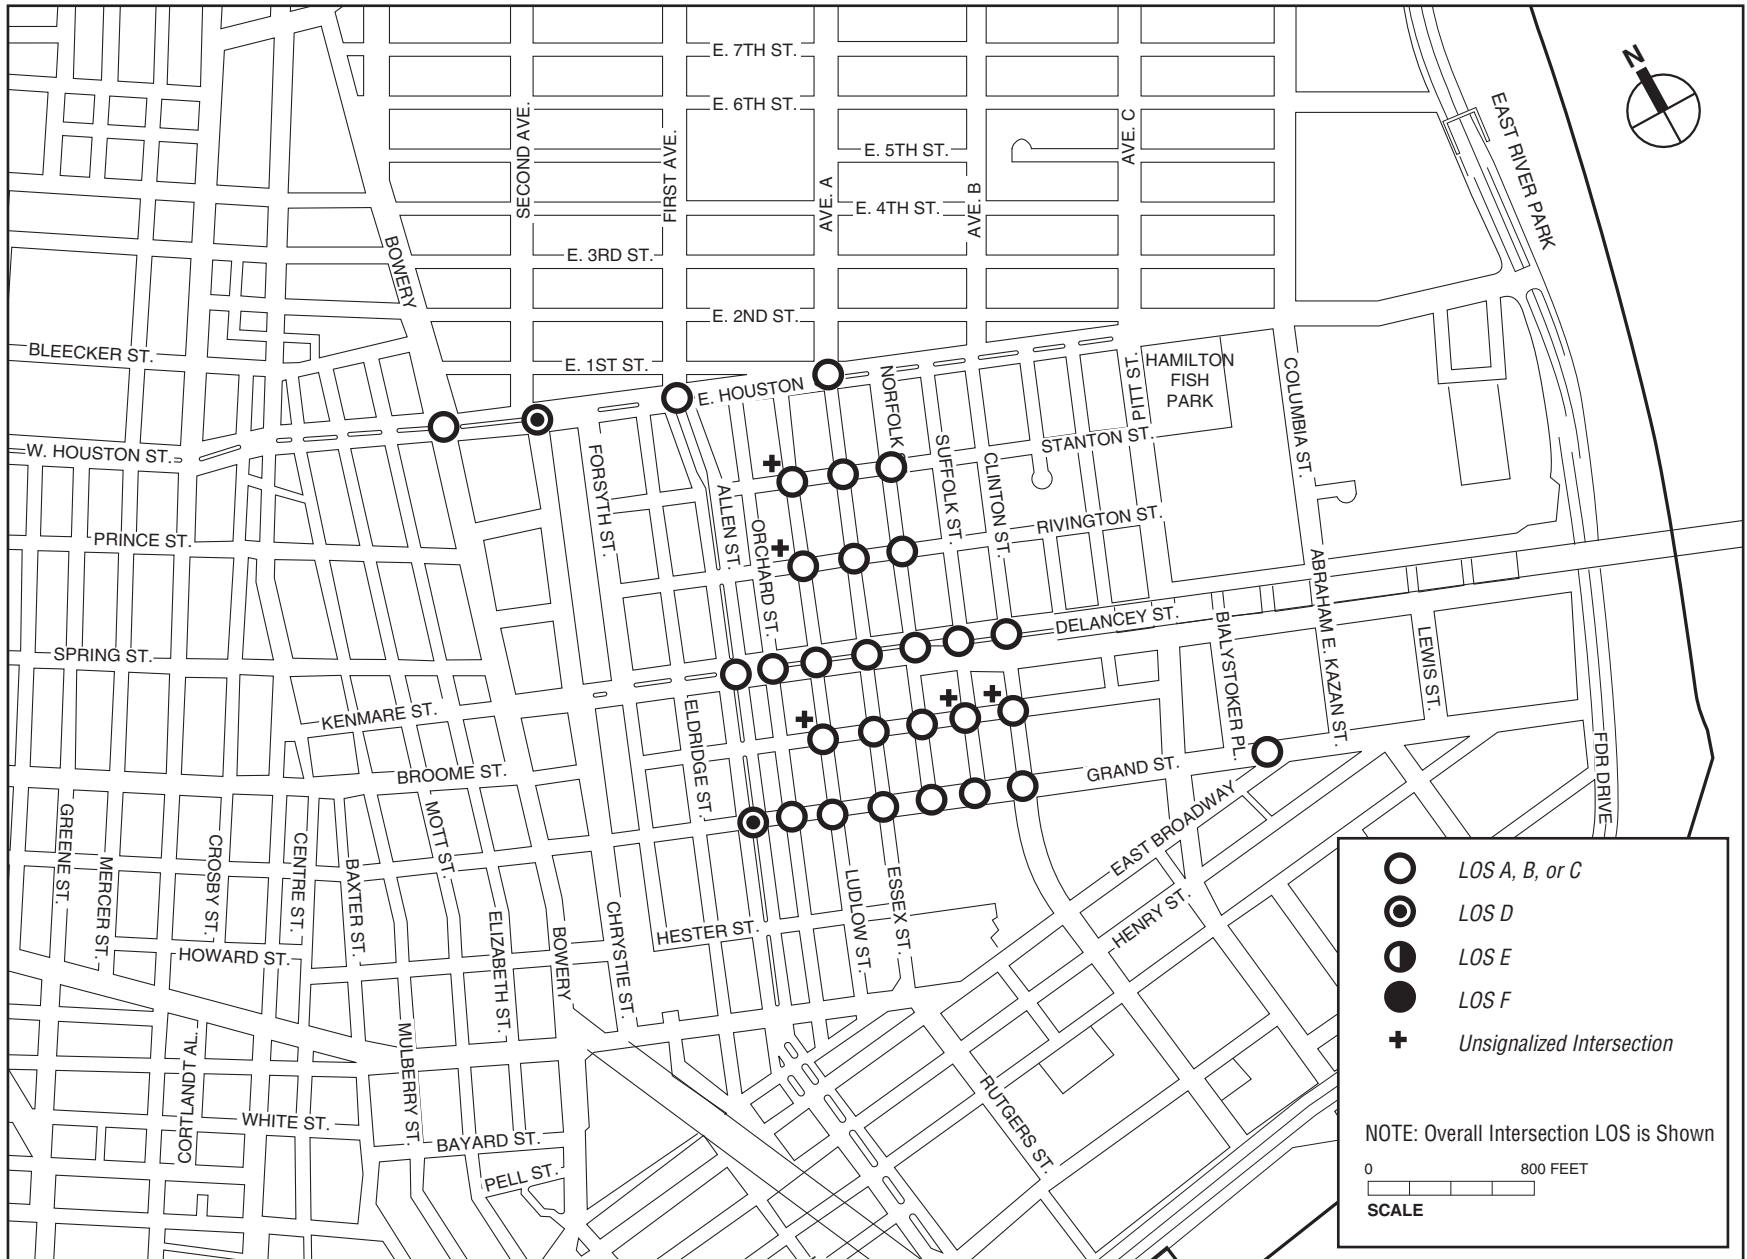 N
E. 7TH ST.
E. 6TH ST.
E. 5TH ST.
E. 4TH ST.
E. 3RD ST.
E. 2ND ST.
E. 1ST ST.
SECOND AVE.
FIRST AVE.
AVE. A
AVE. B
AVE. C
EAST RIVER PARK
BOWERY
BLEECKER ST.
E. HOUSTON
NORFOLK
PITT ST.
HAMILTON
FISH
PARK
COLUMBIA ST.
W. HOUSTON ST.
FORSYTH ST.
ALLEN ST.
ORCHARD ST.
SUFFOLK ST.
CLINTON ST.
STANTON ST.
RIVINGTON ST.
PRINCE ST.
SPRING ST.
DELANCEY ST.
BIALYSTOKER PL.
ABRAHAM E. KAZAN ST.
LEWIS ST.
FDR DRIVE
KENMARE ST.
ELDRIDGE ST.
BROOME ST.
GRAND ST.
EAST BROADWAY
HENRY ST.
GREENE ST.
MERCER ST.
CROSBY ST.
CENTRE ST.
BAXTER ST.
MOTT ST.
ELIZABETH ST.
BOWERY
CHRYSTIE ST.
HESTER ST.
LUDLOW ST.
ESSEX ST.
HOWARD ST.
CORTLANDT AL.
MULBERRY ST.
WHITE ST.
BAYARD ST.
PELL ST.
RUTGERS ST.
LOS A, B, or C
LOS D
LOS E
LOS F
Unsignalized Intersection
NOTE: Overall Intersection LOS is Shown
0 800 FEET
SCALE